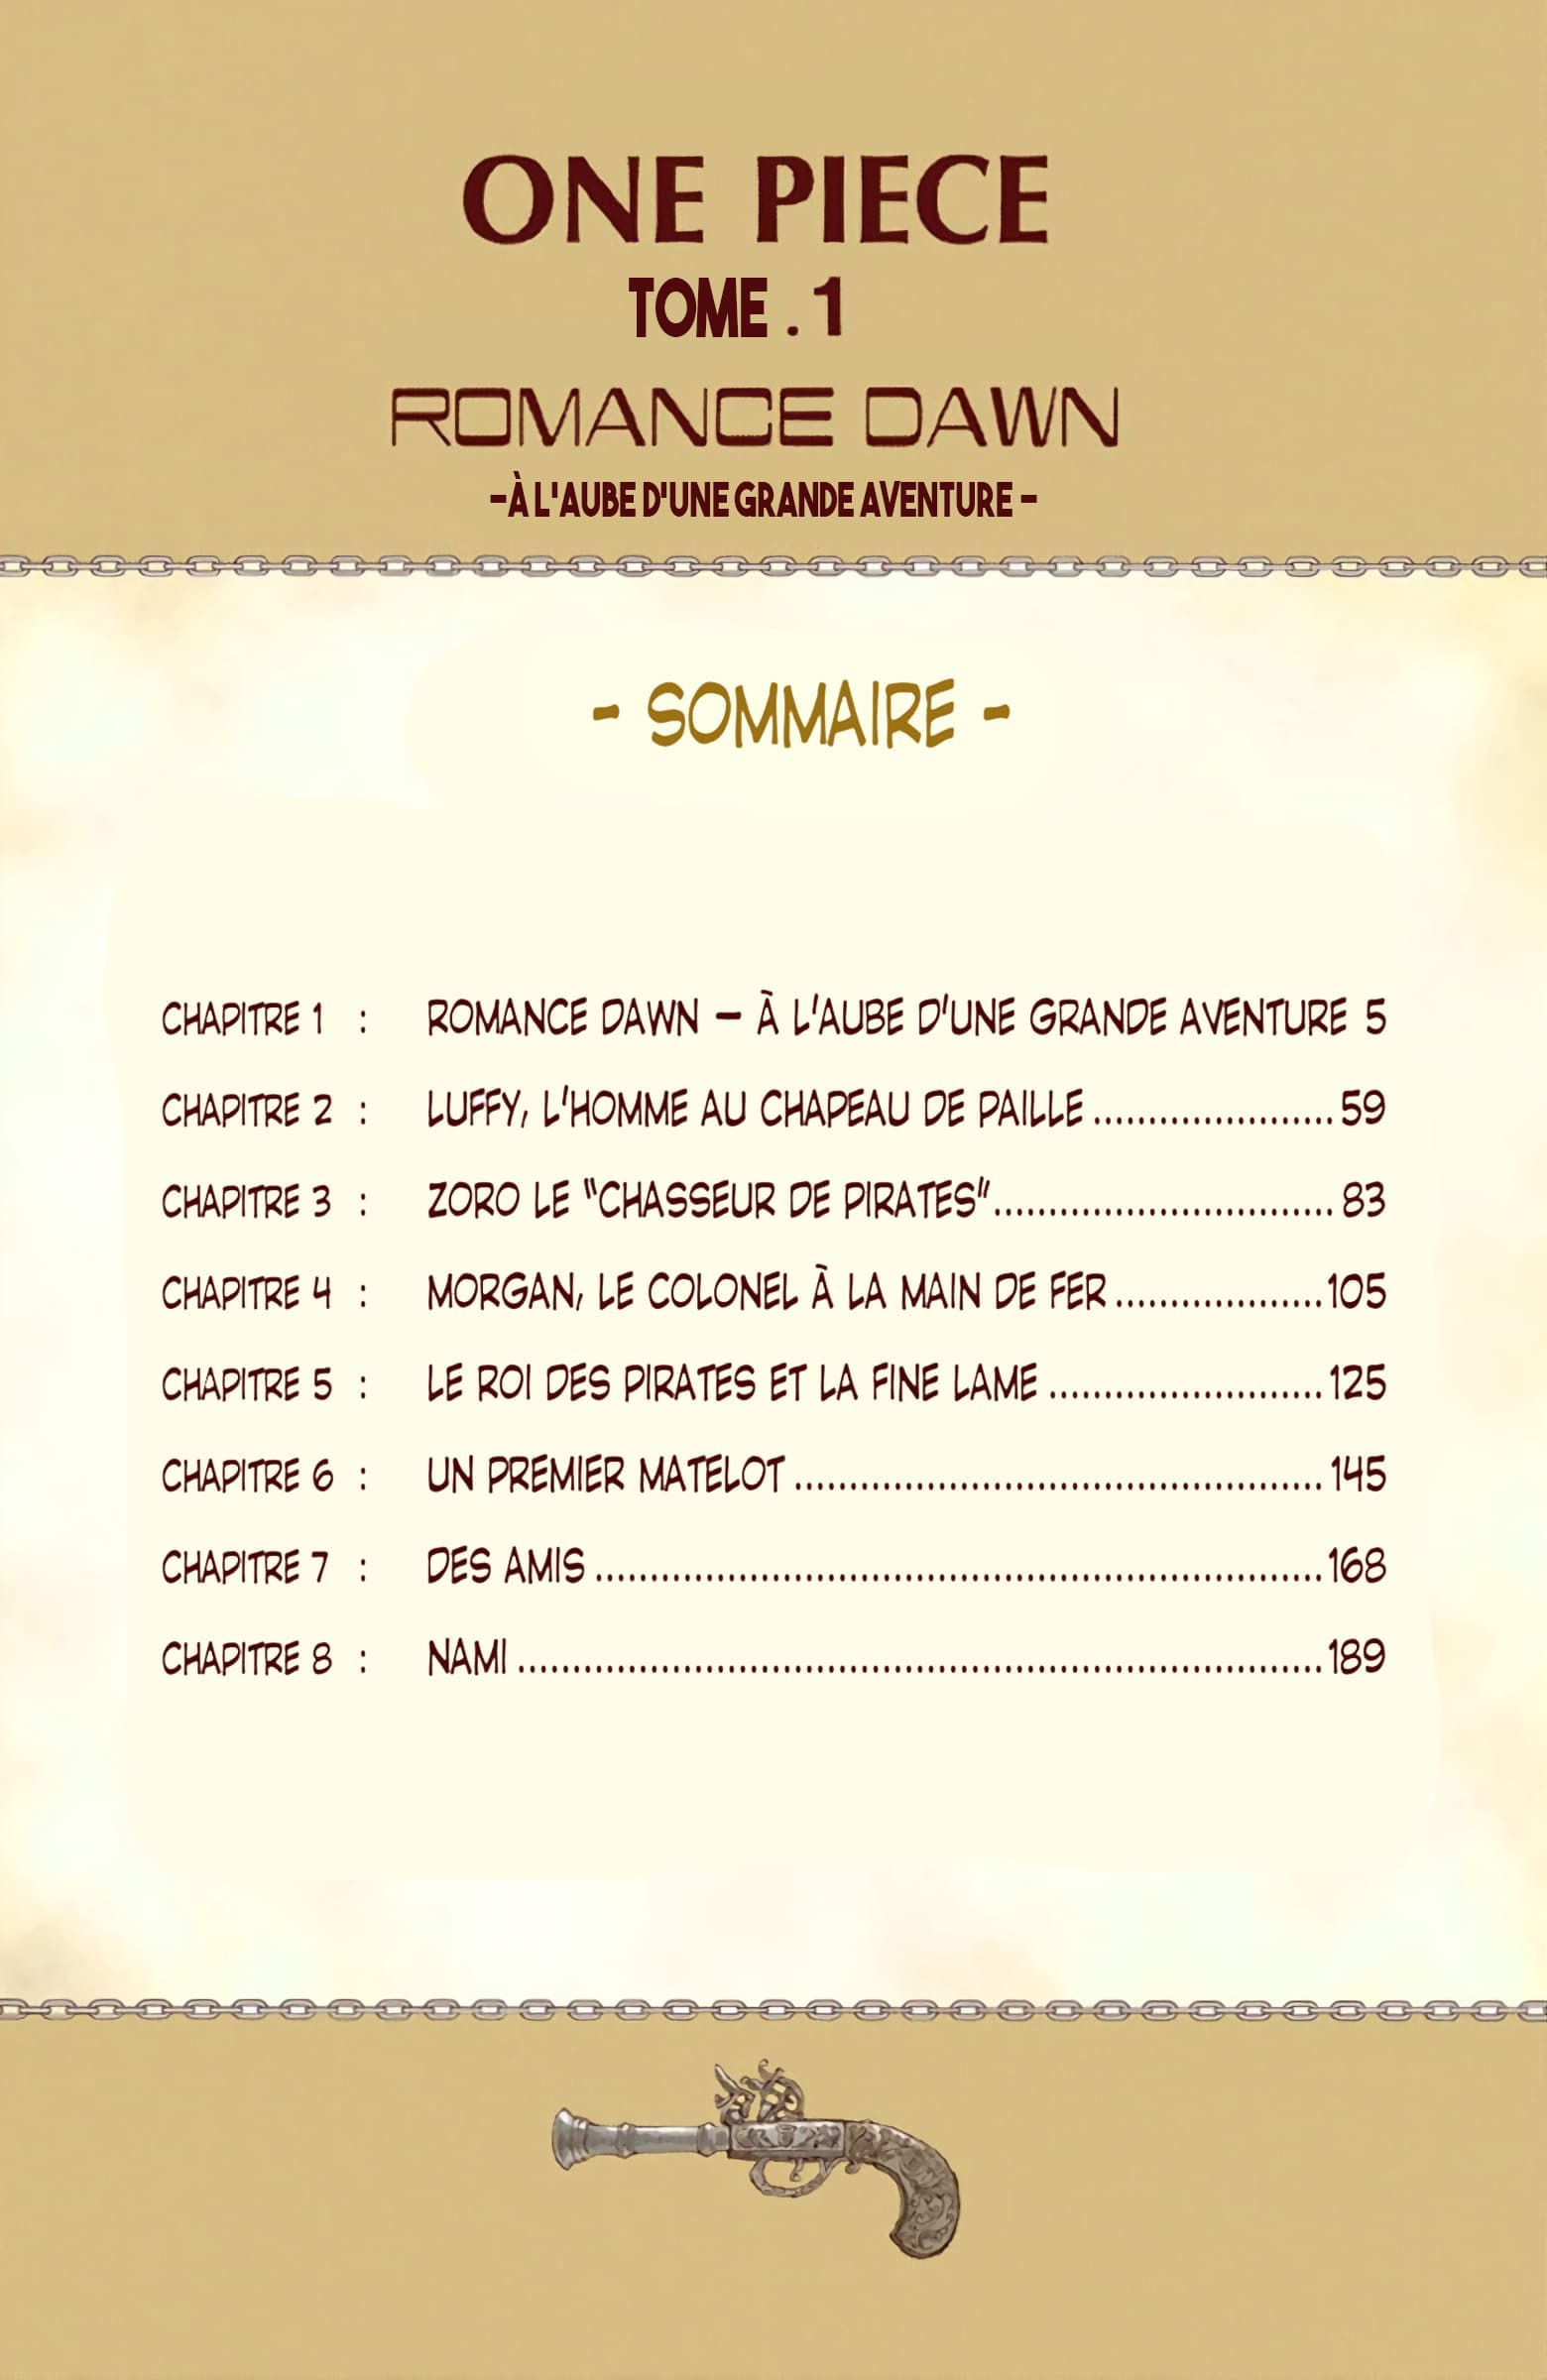 ONE PIECE
TOME . 1
ROMANCE DAWN
-À L'AUBE D'UNE GRANDE AVENTURE -
- SOMMAIRE -
CHAPITRE 1 : ROMANCE DAWN — À L'AUBE D'UNE GRANDE AVENTURE 5
CHAPITRE 2 : LUFFY, L'HOMME AU CHAPEAU DE PAILLE ...................... 59
CHAPITRE 3 : ZORO LE "CHASSEUR DE PIRATES"............................... 83
CHAPITRE 4 : MORGAN, LE COLONEL À LA MAIN DE FER ...................105
CHAPITRE 5 : LE ROI DES PIRATES ET LA FINE LAME ......................... 125
CHAPITRE 6 : UN PREMIER MATELOT ................................................ 145
CHAPITRE 7 : DES AMIS ..................................................................168
CHAPITRE 8 : NAMI .........................................................................189